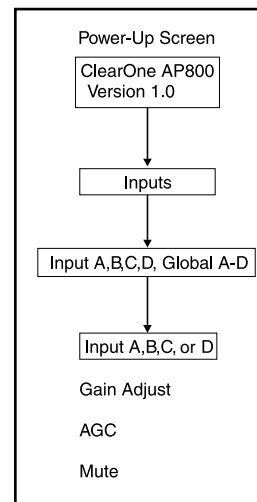 Power-Up Screen
ClearOne AP800
Version 1.0
Inputs
Input A,B,C,D, Global A-D
Input A,B,C, or D
Gain Adjust
AGC
Mute